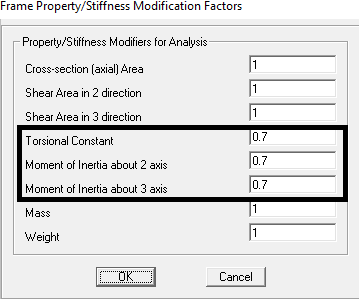 Frame Property/Stiffness Modification Factors
Property/Stiffness Modifiers for Analysis
Cross-section (axial) Area 1
Shear Area in 2 direction 1
Shear Area in 3 direction 1
Torsional Constant 0.7
Moment of Inertia about 2 axis 0.7
Moment of Inertia about 3 axis 0.7
Mass 1
Weight 1
OK Cancel